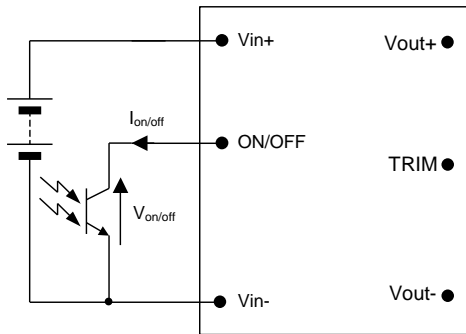 Vin+
Vout+
Ion/off
ON/OFF
TRIM
Von/off
Vin-
Vout-